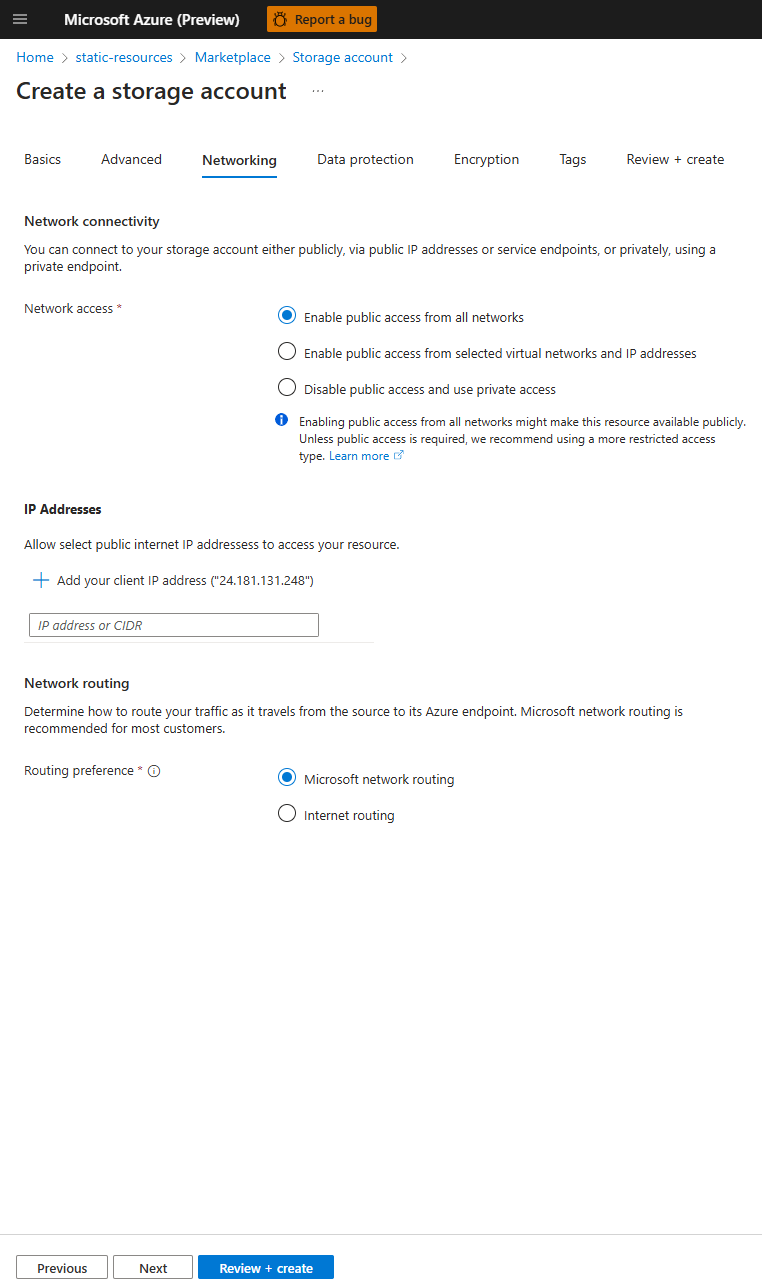 Microsoft Azure (Preview) Report a bug
Home > static-resources > Marketplace > Storage account >
Create a storage account ...
Basics Advanced Networking Data protection Encryption Tags Review + create
Network connectivity
You can connect to your storage account either publicly, via public IP addresses or service endpoints, or privately, using a
private endpoint.
Network access *
Enable public access from all networks
Enable public access from selected virtual networks and IP addresses
Disable public access and use private access
Enabling public access from all networks might make this resource available publicly.
Unless public access is required, we recommend using a more restricted access
type. Learn more
IP Addresses
Allow select public internet IP addressess to access your resource.
+ Add your client IP address ("24.181.131.248")
IP address or CIDR
Network routing
Determine how to route your traffic as it travels from the source to its Azure endpoint. Microsoft network routing is
recommended for most customers.
Routing preference *
Microsoft network routing
Internet routing
Previous Next Review + create